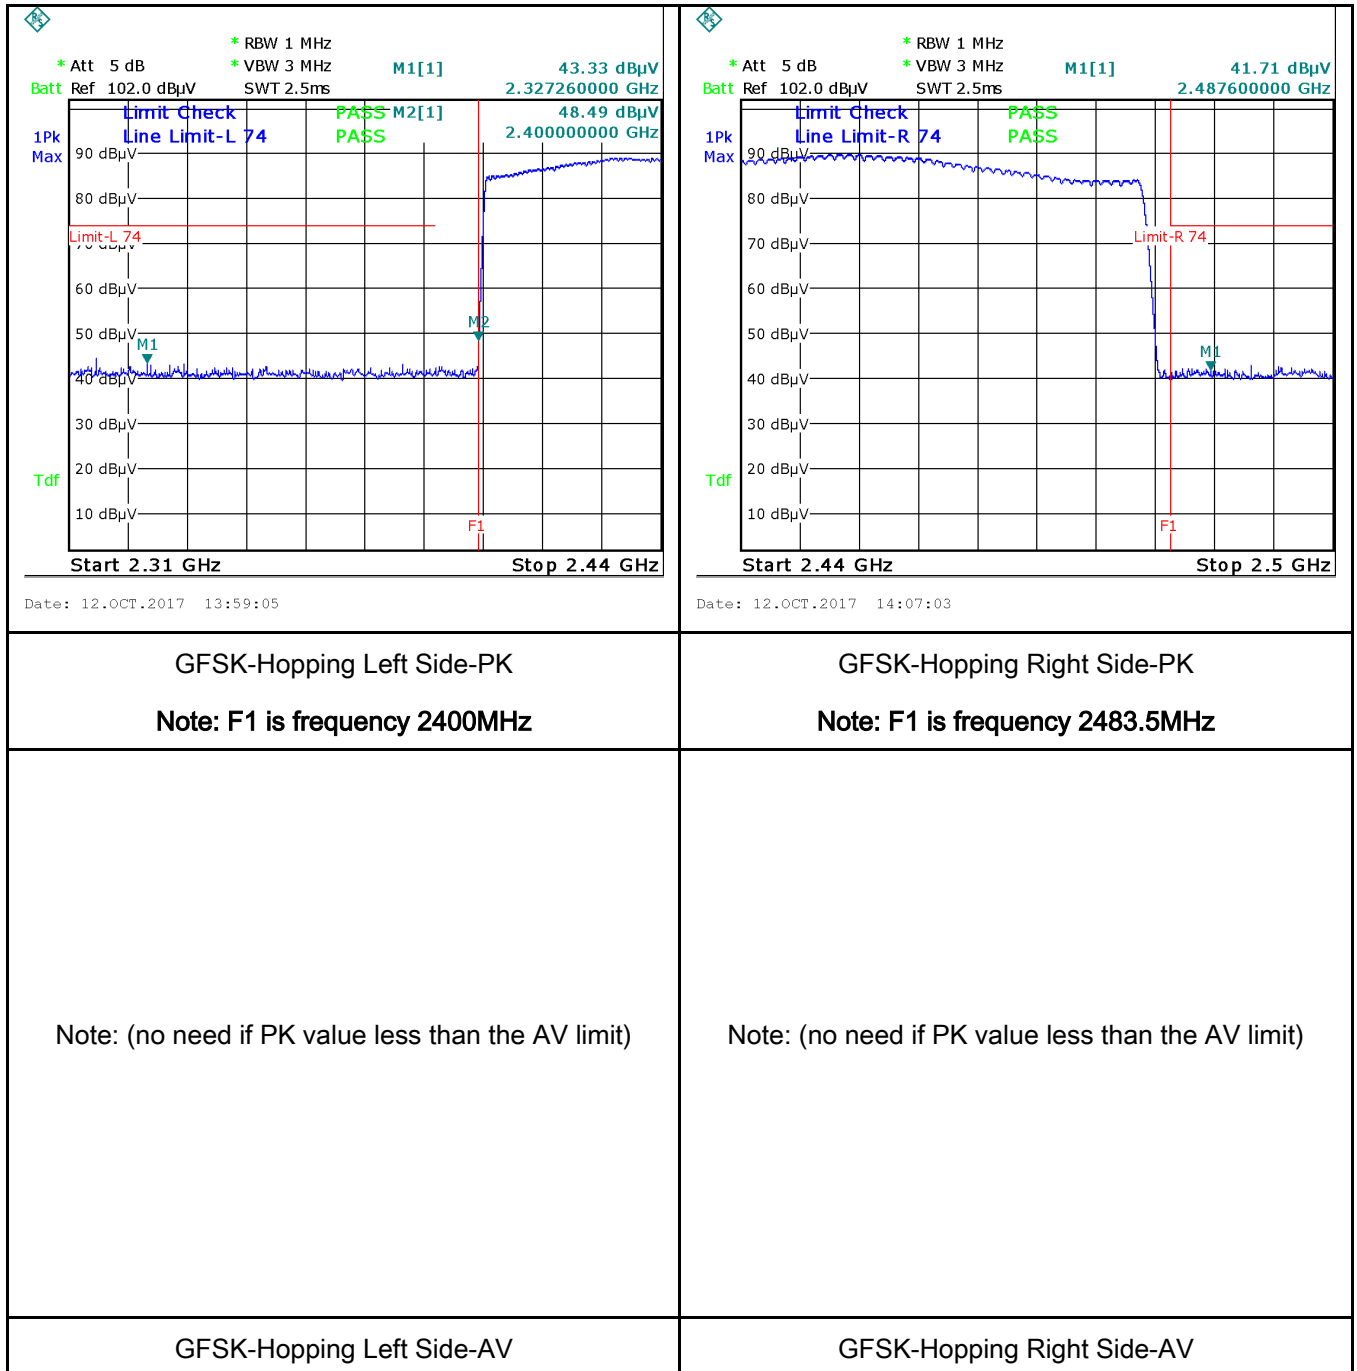 * RBW 1 MHz
* Att 5 dB * VBW 3 MHz M1[1] 43.33 dBµV
Batt Ref 102.0 dBµV SWT 2.5ms 2.327260000 GHz
Limit Check PASS M2[1] 48.49 dBµV
1Pk Line Limit-L 74 PASS 2.400000000 GHz
Max 90 dBµV
80 dBµV
Limit-L 74
70 dBµV
60 dBµV
M2
50 dBµV
M1
40 dBµV
30 dBµV
Tdf 20 dBµV
10 dBµV
F1
Start 2.31 GHz Stop 2.44 GHz
Date: 12.OCT.2017 13:59:05
* RBW 1 MHz
* Att 5 dB * VBW 3 MHz M1[1] 41.71 dBµV
Batt Ref 102.0 dBµV SWT 2.5ms 2.487600000 GHz
Limit Check PASS
1Pk Line Limit-R 74 PASS
Max 90 dBµV
80 dBµV
Limit-R 74
70 dBµV
60 dBµV
50 dBµV
M1
40 dBµV
30 dBµV
Tdf 20 dBµV
10 dBµV
F1
Start 2.44 GHz Stop 2.5 GHz
Date: 12.OCT.2017 14:07:03
GFSK-Hopping Left Side-PK
Note: F1 is frequency 2400MHz
GFSK-Hopping Right Side-PK
Note: F1 is frequency 2483.5MHz
Note: (no need if PK value less than the AV limit)
Note: (no need if PK value less than the AV limit)
GFSK-Hopping Left Side-AV
GFSK-Hopping Right Side-AV